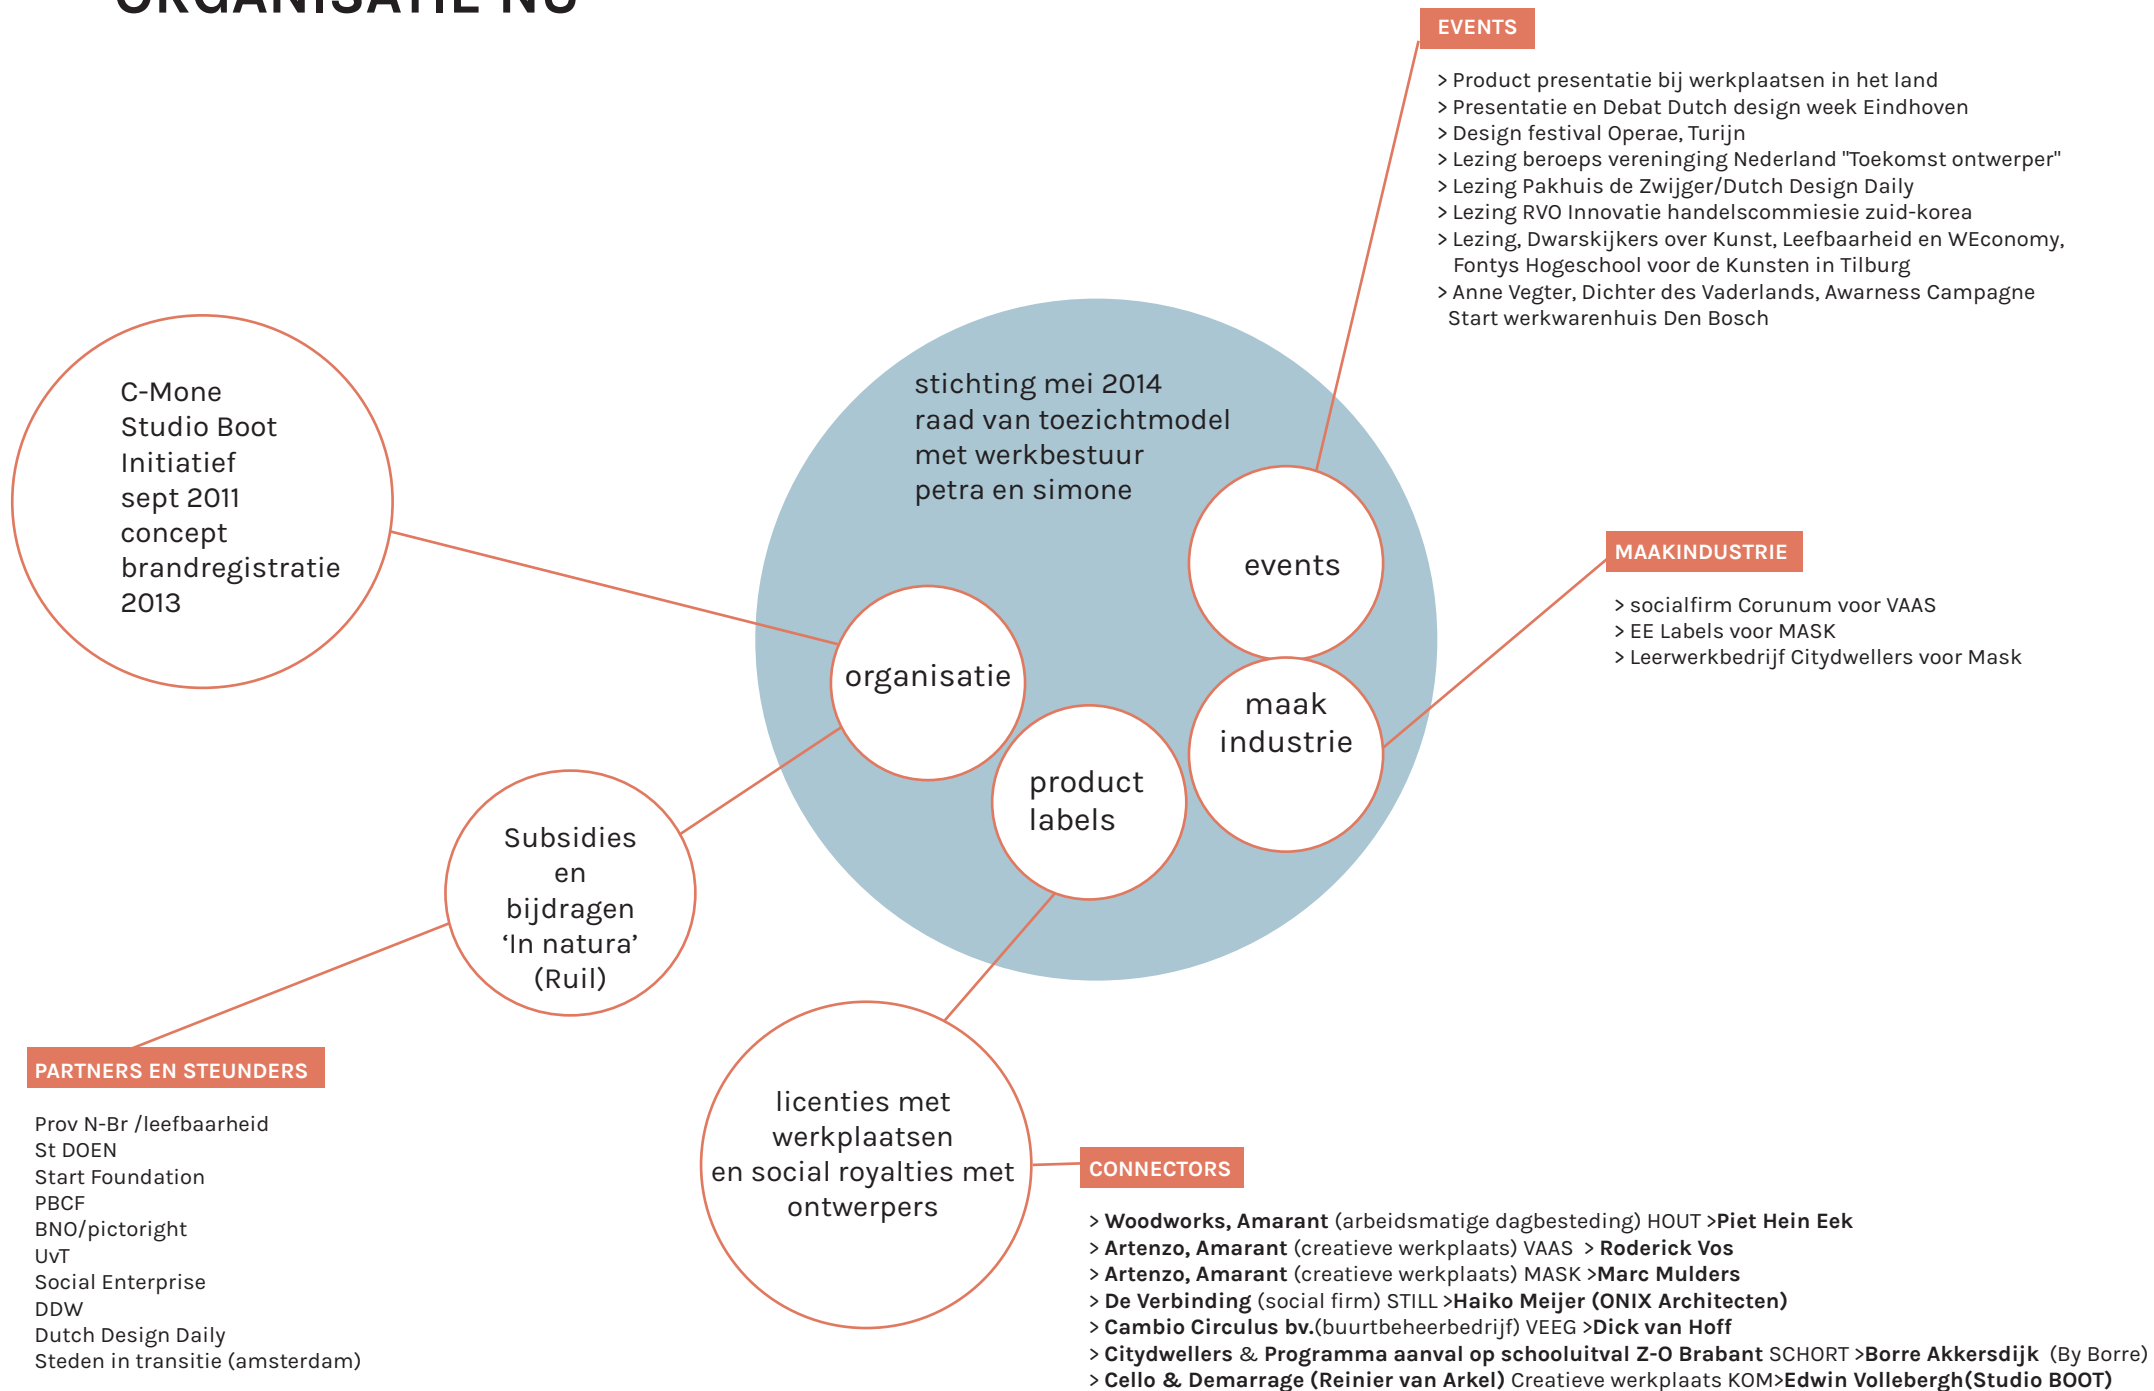 ORGANISATIE NU
EVENTS
> Product presentatie bij werkplaatsen in het land
> Presentatie en Debat Dutch design week Eindhoven
> Design festival Operae, Turijn
> Lezing beroeps vereninging Nederland "Toekomst ontwerper"
> Lezing Pakhuis de Zwijger/Dutch Design Daily
> Lezing RVO Innovatie handelscommiesie zuid-korea
> Lezing, Dwarskijkers over Kunst, Leefbaarheid en WEconomy,
Fontys Hogeschool voor de Kunsten in Tilburg
> Anne Vegter, Dichter des Vaderlands, Awarness Campagne
Start werkwarenhuis Den Bosch
C-Mone
Studio Boot
Initiatief
sept 2011
concept
brandregistratie
2013
stichting mei 2014
raad van toezichtmodel
met werkbestuur
petra en simone
events
organisatie
maak
industrie
product
labels
MAAKINDUSTRIE
> socialfirm Corunum voor VAAS
> EE Labels voor MASK
> Leerwerkbedrijf Citydwellers voor Mask
Subsidies
en
bijdragen
‘In natura’
(Ruil)
PARTNERS EN STEUNDERS
Prov N-Br /leefbaarheid
St DOEN
Start Foundation
PBCF
BNO/pictoright
UvT
Social Enterprise
DDW
Dutch Design Daily
Steden in transitie (amsterdam)
licenties met
werkplaatsen
en social royalties met
ontwerpers
CONNECTORS
> Woodworks, Amarant (arbeidsmatige dagbesteding) HOUT >Piet Hein Eek
> Artenzo, Amarant (creatieve werkplaats) VAAS > Roderick Vos
> Artenzo, Amarant (creatieve werkplaats) MASK >Marc Mulders
> De Verbinding (social firm) STILL >Haiko Meijer (ONIX Architecten)
> Cambio Circulus bv.(buurtbeheerbedrijf) VEEG >Dick van Hoff
> Citydwellers & Programma aanval op schooluitval Z-O Brabant SCHORT >Borre Akkersdijk (By Borre)
> Cello & Demarrage (Reinier van Arkel) Creatieve werkplaats KOM>Edwin Vollebergh(Studio BOOT)